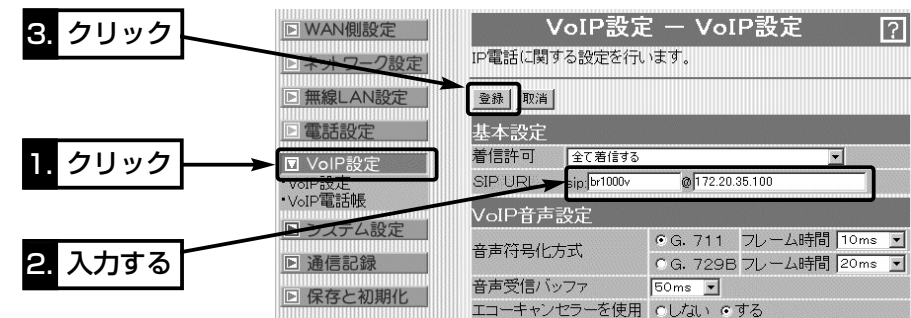 3. クリック
1. クリック
2. 入力する
WAN側設定
ネットワーク設定
無線LAN設定
電話設定
VoIP設定
・VoIP設定
・VoIP電話帳
システム設定
通信記録
保存と初期化
VoIP設定 － VoIP設定 ?
IP電話に関する設定を行います。
登録 取消
基本設定
着信許可 全て着信する
SIP URL sip:br1000v @172.20.35.100
VoIP音声設定
音声符号化方式
G. 711 フレーム時間 10ms
G. 729B フレーム時間 20ms
音声受信バッファ 50ms
エコーキャンセラーを使用 しない する